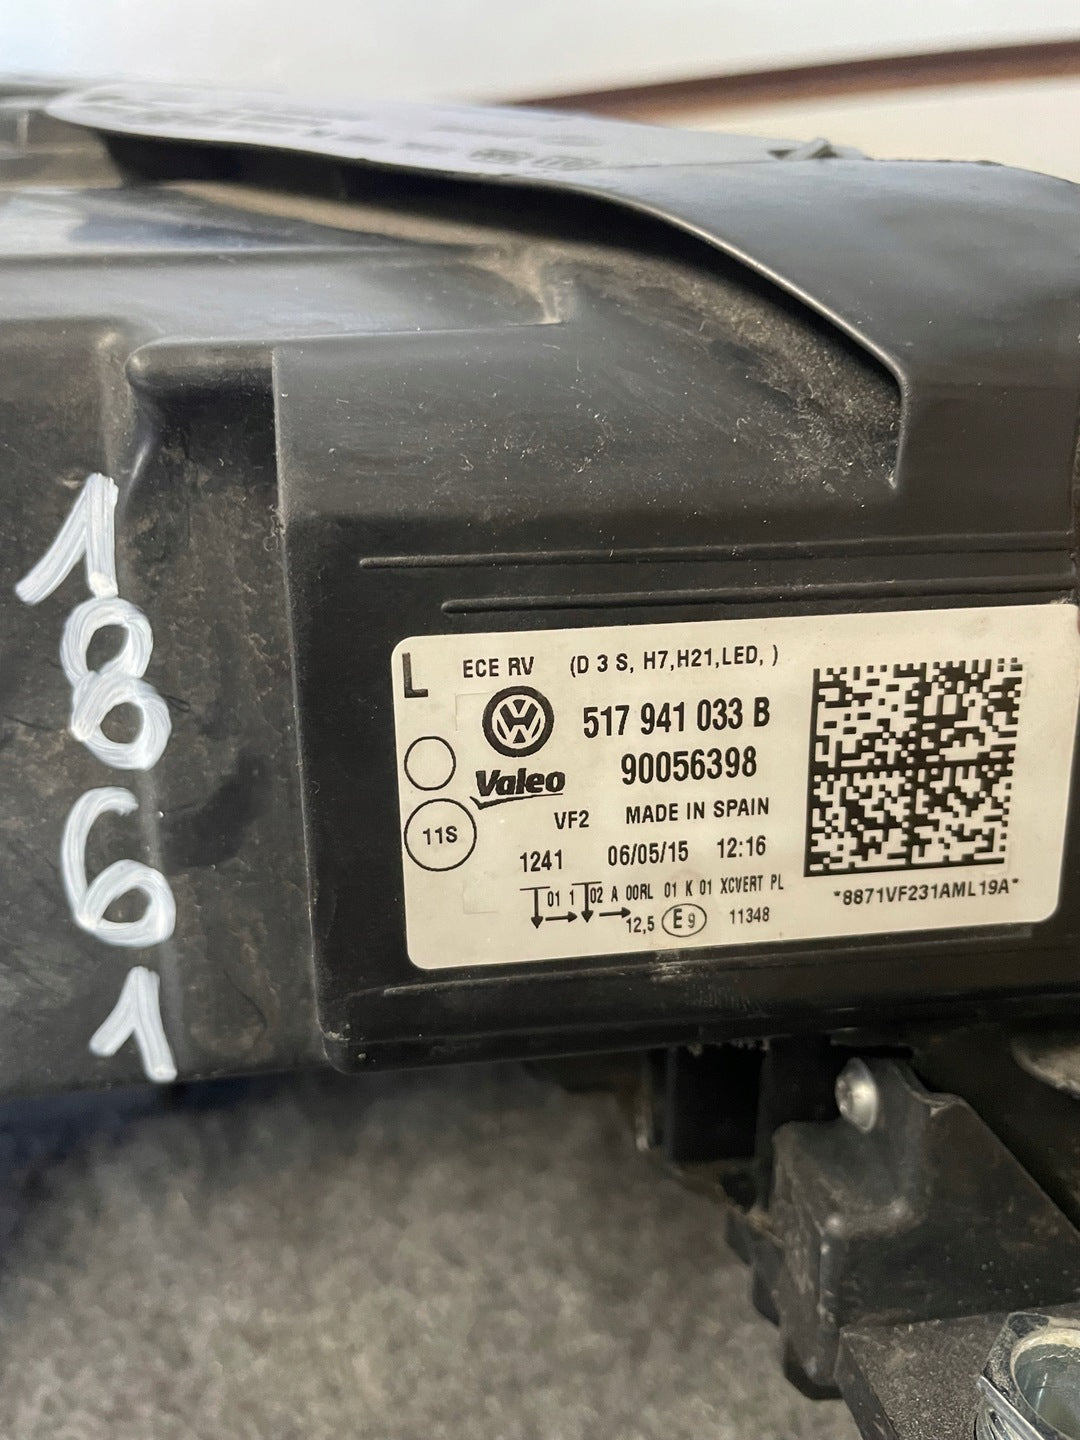 1861
L ECE RV (D 3 S, H7,H21,LED, )
517 941 033 B
90056398
Valeo
VF2 MADE IN SPAIN
11S
1241 06/05/15 12:16
01 1 02 A 00RL 01 K 01 XCVERT PL
12,5 E9 11348
*8871VF231AML19A*